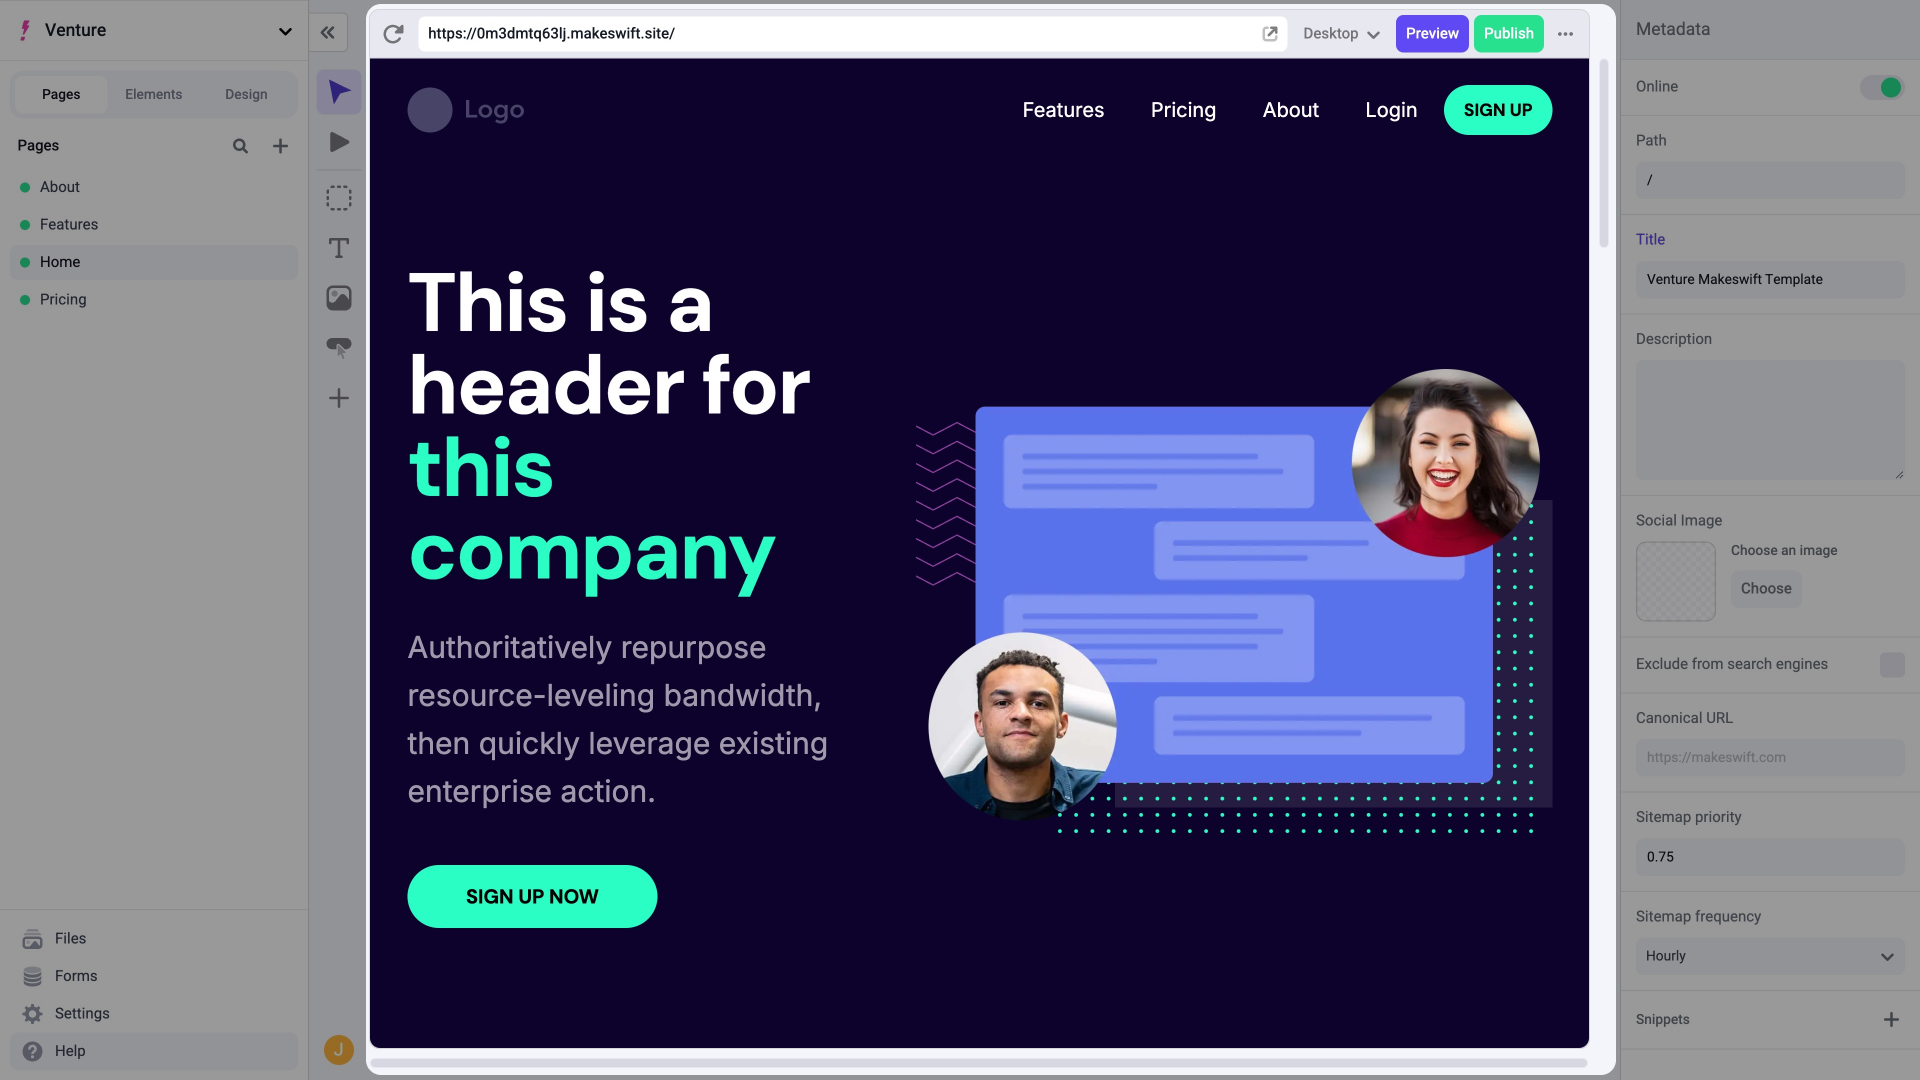 Venture
Pages
Elements
Design
Pages
About
Features
Home
Pricing
Files
Forms
Settings
Help
J
https://0m3dmtq63lj.makeswift.site/
Desktop
Preview
Publish
Logo
Features
Pricing
About
Login
SIGN UP
This is a
header for
this
company
Authoritatively repurpose
resource-leveling bandwidth,
then quickly leverage existing
enterprise action.
SIGN UP NOW
Metadata
Online
Path
/
Title
Venture Makeswift Template
Description
Social Image
Choose an image
Choose
Exclude from search engines
Canonical URL
https://makeswift.com
Sitemap priority
0.75
Sitemap frequency
Hourly
Snippets